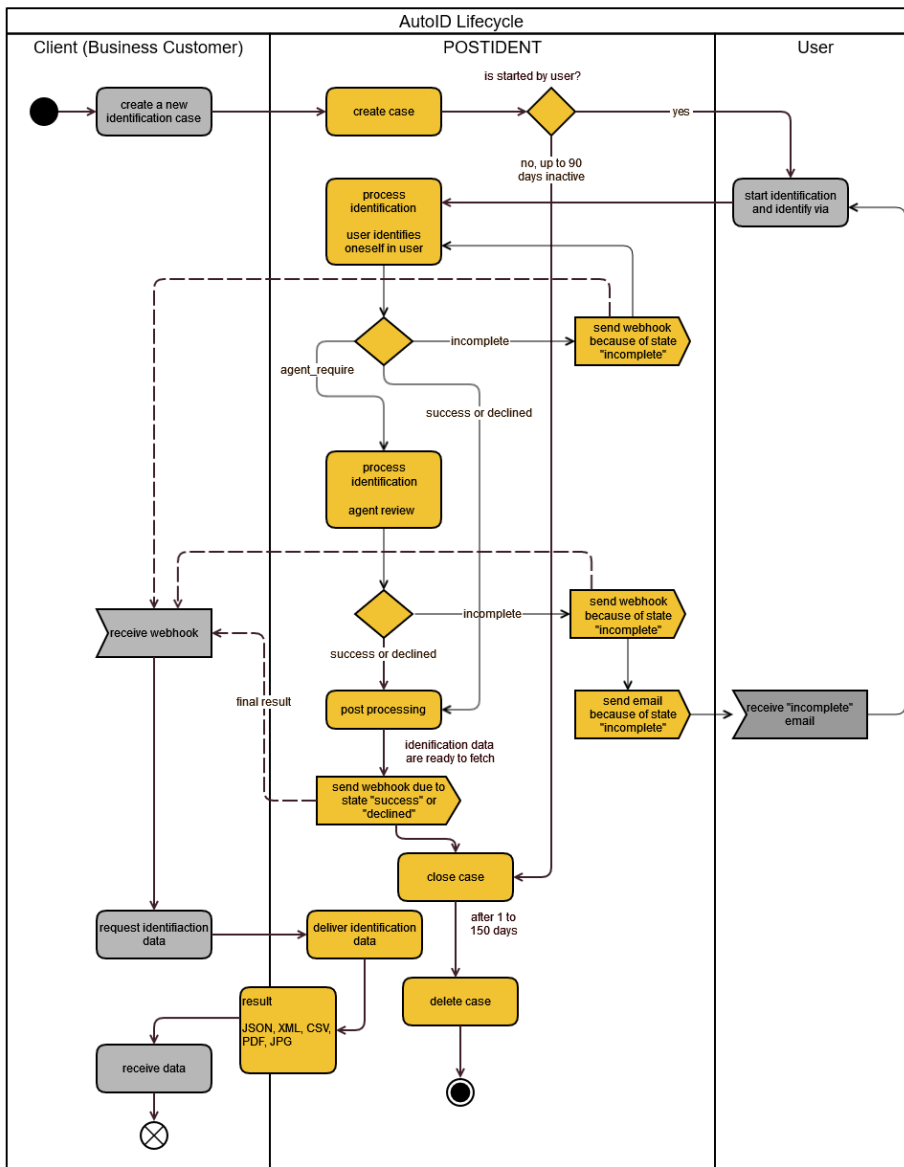 AutoID Lifecycle
Client (Business Customer)
POSTIDENT
User
is started by user?
create a new
identification case
create case
yes
no, up to 90
days inactive
process
identification
user identifies
oneself in user
start identification
and identify via
send webhook
because of state
"incomplete"
incomplete
agent_require
success or declined
process
identification
agent review
send webhook
because of state
"incomplete"
incomplete
receive webhook
success or declined
final result
post processing
send email
because of state
"incomplete"
receive "incomplete"
email
idenification data
are ready to fetch
send webhook due to
state "success" or
"declined"
close case
after 1 to
150 days
request identifiaction
data
deliver identification
data
delete case
result
JSON, XML, CSV,
PDF, JPG
receive data